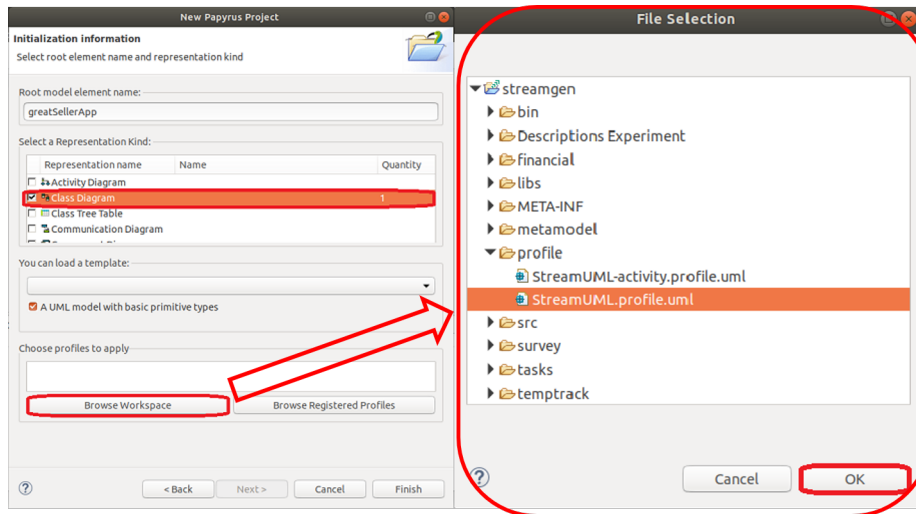 New Papyrus Project
Initialization information
Select root element name and representation kind
Root model element name:
greatSellerApp
Select a Representation Kind:
Representation name Name Quantity
Activity Diagram
Class Diagram 1
Class Tree Table
Communication Diagram
You can load a template:
A UML model with basic primitive types
Choose profiles to apply
Browse Workspace Browse Registered Profiles
< Back Next > Cancel Finish
File Selection
streamgen
bin
Descriptions Experiment
financial
libs
META-INF
metamodel
profile
StreamUML-activity.profile.uml
StreamUML.profile.uml
src
survey
tasks
temptrack
Cancel OK